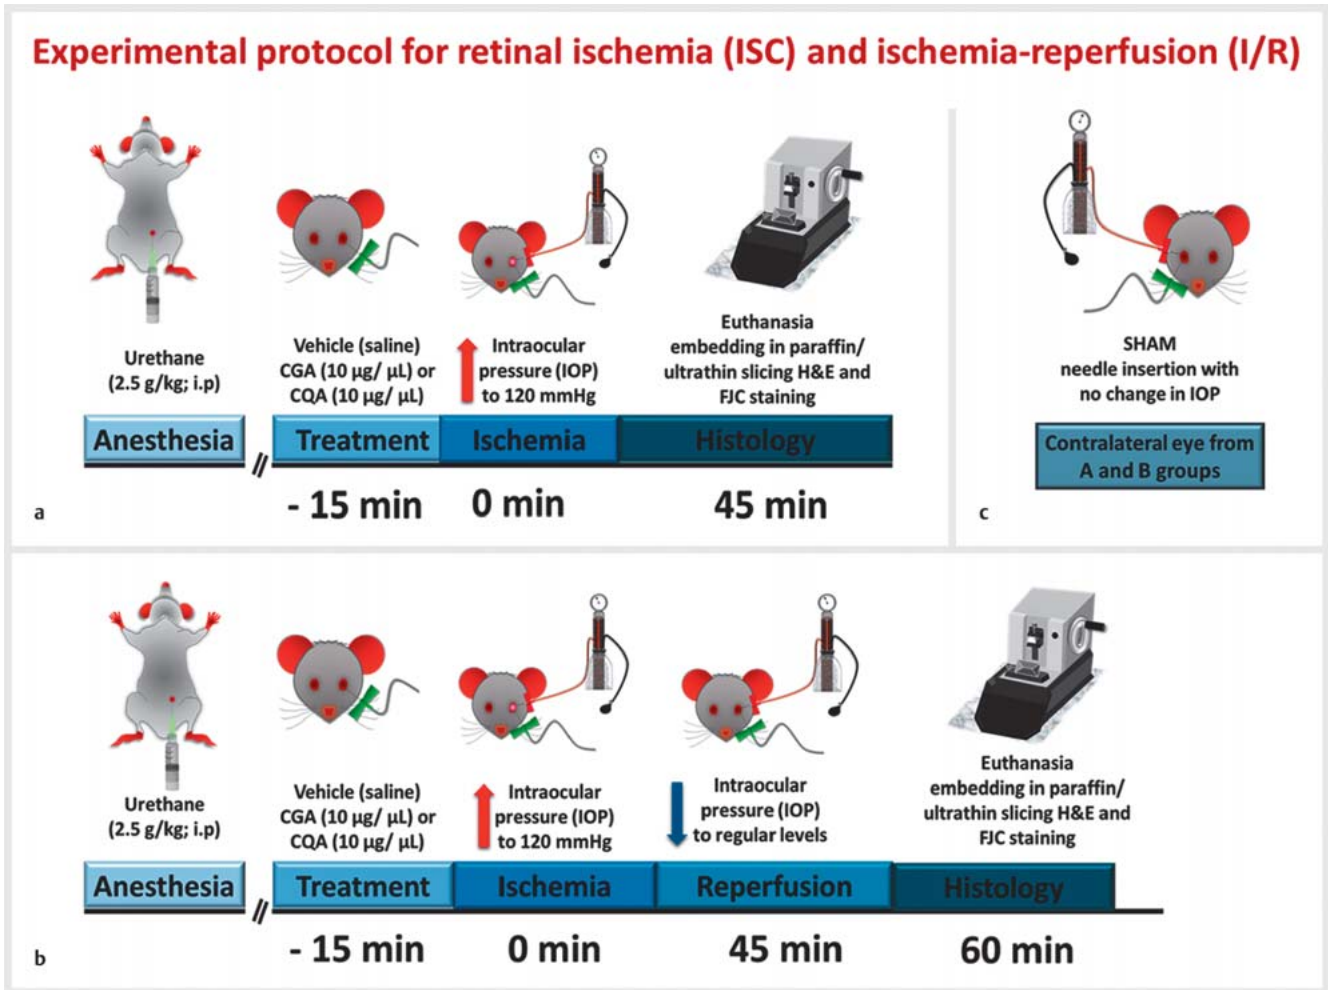 Experimental protocol for retinal ischemia (ISC) and ischemia-reperfusion (I/R)
Urethane
(2.5 g/kg; i.p)
Vehicle (saline)
CGA (10 µg/ µL) or
CQA (10 µg/ µL)
Intraocular
pressure (IOP)
to 120 mmHg
Euthanasia
embedding in paraffin/
ultrathin slicing H&E and
FJC staining
Anesthesia
Treatment
Ischemia
Histology
- 15 min
0 min
45 min
a
SHAM
needle insertion with
no change in IOP
Contralateral eye from
A and B groups
c
Urethane
(2.5 g/kg; i.p)
Vehicle (saline)
CGA (10 µg/ µL) or
CQA (10 µg/ µL)
Intraocular
pressure (IOP)
to 120 mmHg
Intraocular
pressure (IOP)
to regular levels
Euthanasia
embedding in paraffin/
ultrathin slicing H&E and
FJC staining
Anesthesia
Treatment
Ischemia
Reperfusion
Histology
- 15 min
0 min
45 min
60 min
b